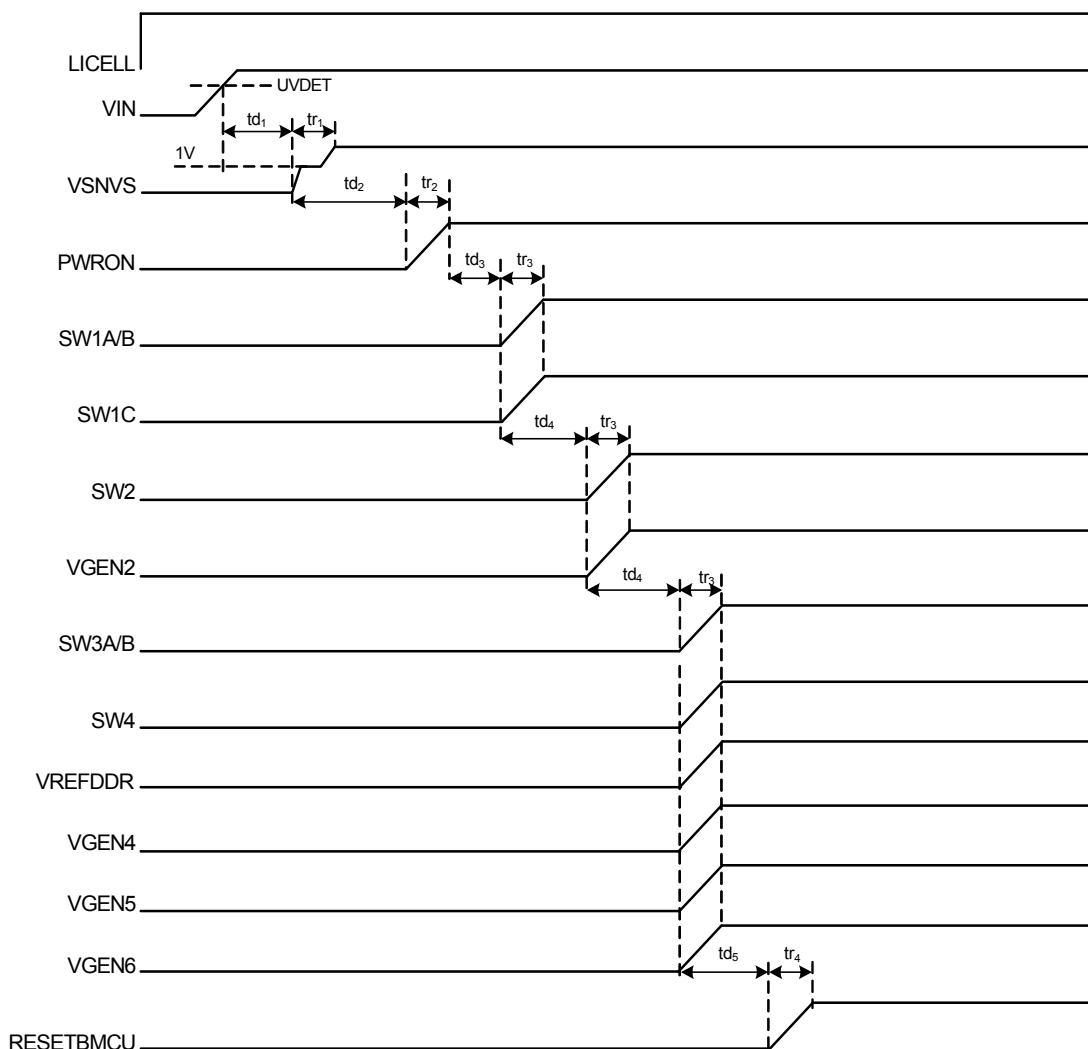 LICELL
UVDET
VIN
td₁
tr₁
1V
VSNVS
td₂
tr₂
PWRON
td₃
tr₃
SW1A/B
SW1C
td₄
tr₃
SW2
VGEN2
td₄
tr₃
SW3A/B
SW4
VREFDDR
VGEN4
VGEN5
VGEN6
td₅
tr₄
RESETBMCU